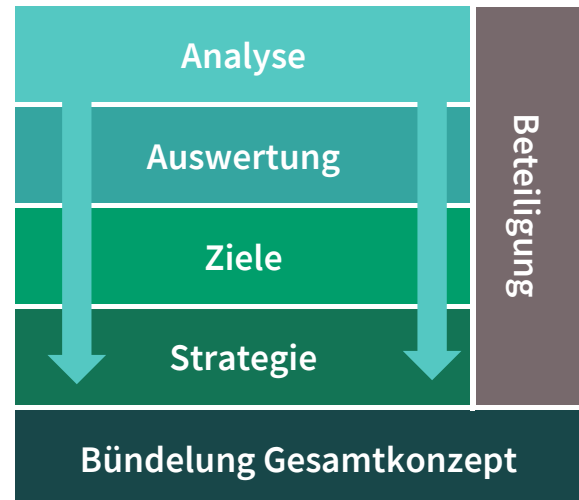 Analyse
Auswertung
Ziele
Strategie
Beteiligung
Bündelung Gesamtkonzept